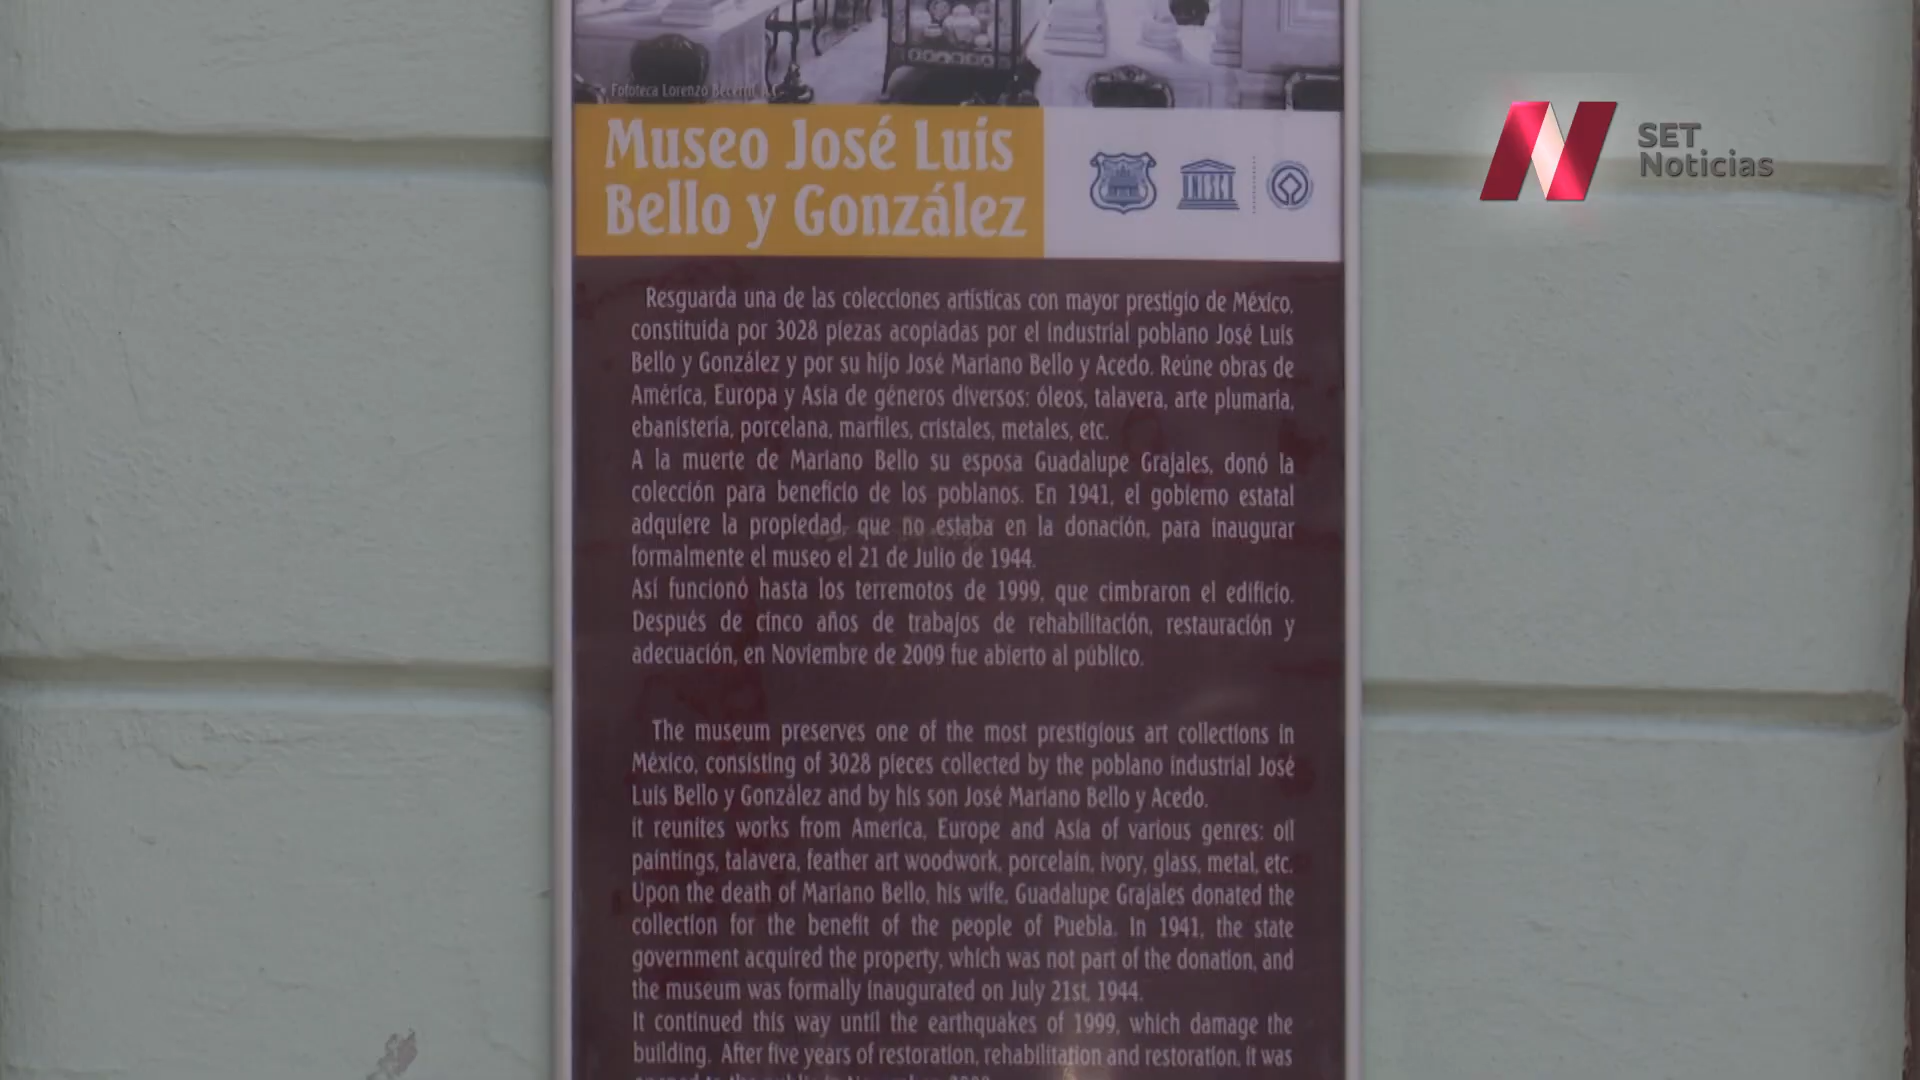 Fototeca Lorenzo Becerril A.C.
Museo José Luis
Bello y González
SET
Noticias
Resguarda una de las colecciones artísticas con mayor prestigio de México,
constituida por 3028 piezas acopiadas por el industrial poblano José Luis
Bello y González y por su hijo José Mariano Bello y Acedo. Reúne obras de
América, Europa y Asia de géneros diversos: óleos, talavera, arte plumaria,
ebanistería, porcelana, marfiles, cristales, metales, etc.
A la muerte de Mariano Bello su esposa Guadalupe Grajales, donó la
colección para beneficio de los poblanos. En 1941, el gobierno estatal
adquiere la propiedad, que no estaba en la donación, para inaugurar
formalmente el museo el 21 de Julio de 1944.
Así funcionó hasta los terremotos de 1999, que cimbraron el edificio.
Después de cinco años de trabajos de rehabilitación, restauración y
adecuación, en Noviembre de 2009 fue abierto al público.
The museum preserves one of the most prestigious art collections in
México, consisting of 3028 pieces collected by the poblano industrial José
Luis Bello y González and by his son José Mariano Bello y Acedo.
it reunites works from America, Europe and Asia of various genres: oil
paintings, talavera, feather art woodwork, porcelain, ivory, glass, metal, etc.
Upon the death of Mariano Bello, his wife, Guadalupe Grajales donated the
collection for the benefit of the people of Puebla. In 1941, the state
government acquired the property, which was not part of the donation, and
the museum was formally inaugurated on July 21st, 1944.
It continued this way until the earthquakes of 1999, which damage the
building. After five years of restoration, rehabilitation and restoration, it was